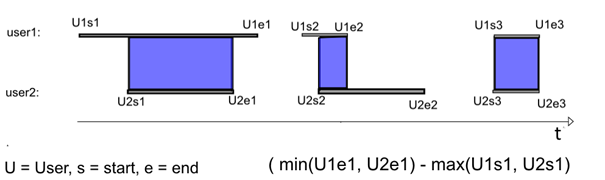 U1s1 U1e1 U1s2 U1e2 U1s3 U1e3
user1:
user2:
U2s1 U2e1 U2s2 U2e2 U2s3 U2e3
t
U = User, s = start, e = end ( min(U1e1, U2e1) - max(U1s1, U2s1)